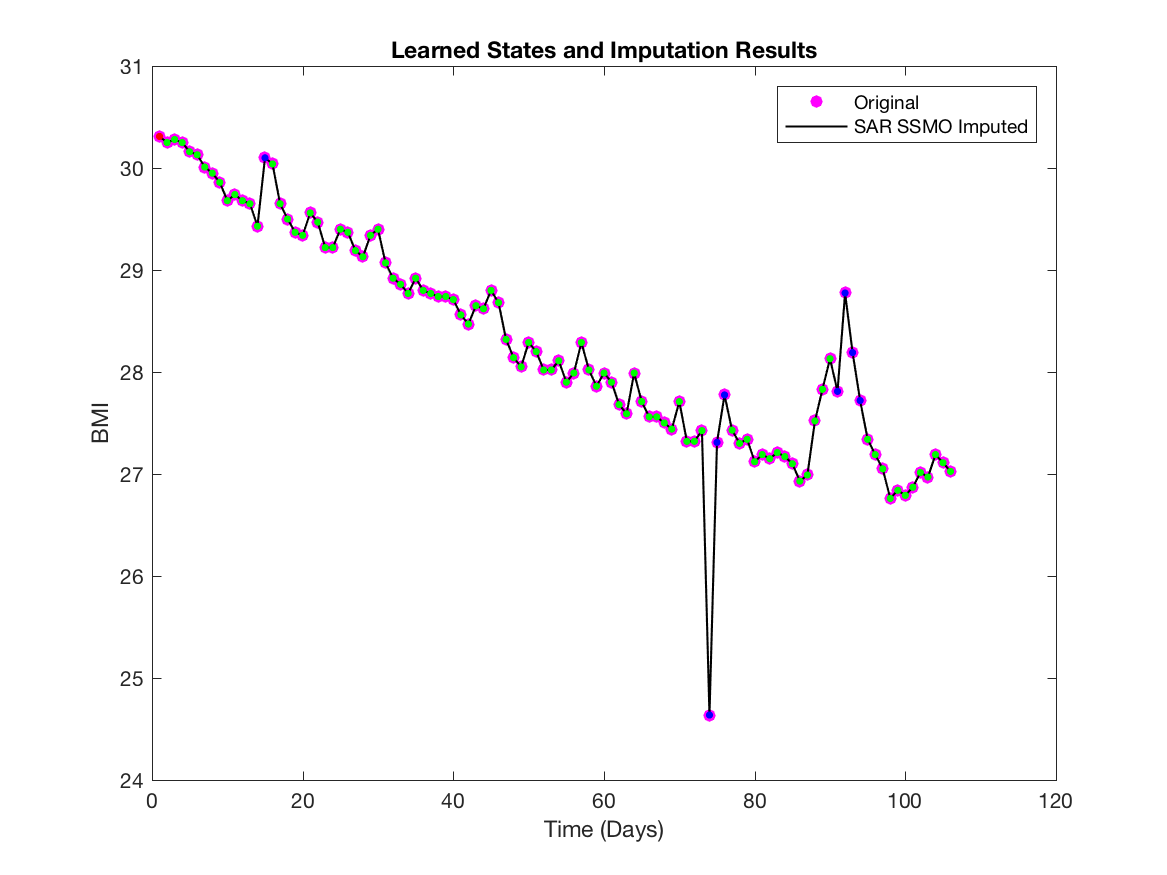 Learned States and Imputation Results
31
30
29
28
27
26
25
24
BMI
Original
SAR SSMO Imputed
0 20 40 60 80 100 120
Time (Days)